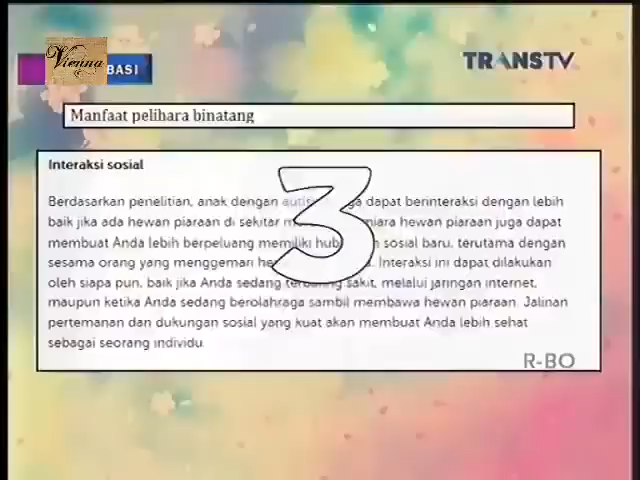 Vienna
BASI
TRANSTV
Manfaat pelihara binatang
Interaksi sosial
Berdasarkan penelitian, anak dengan dapat berinteraksi dengan lebih
baik jika ada hewan piaraan di sekitar hewan piaraan juga dapat
membuat Anda lebih berpeluang memiliki sosial baru, terutama dengan
sesama orang yang menggemari Interaksi ini dapat dilakukan
oleh siapa pun, baik jika Anda sedang terbaring sakit, melalui jaringan internet,
maupun ketika Anda sedang berolahraga sambil membawa hewan piaraan. Jalinan
pertemanan dan dukungan sosial yang kuat akan membuat Anda lebih sehat
sebagai seorang individu.
3
R-BO